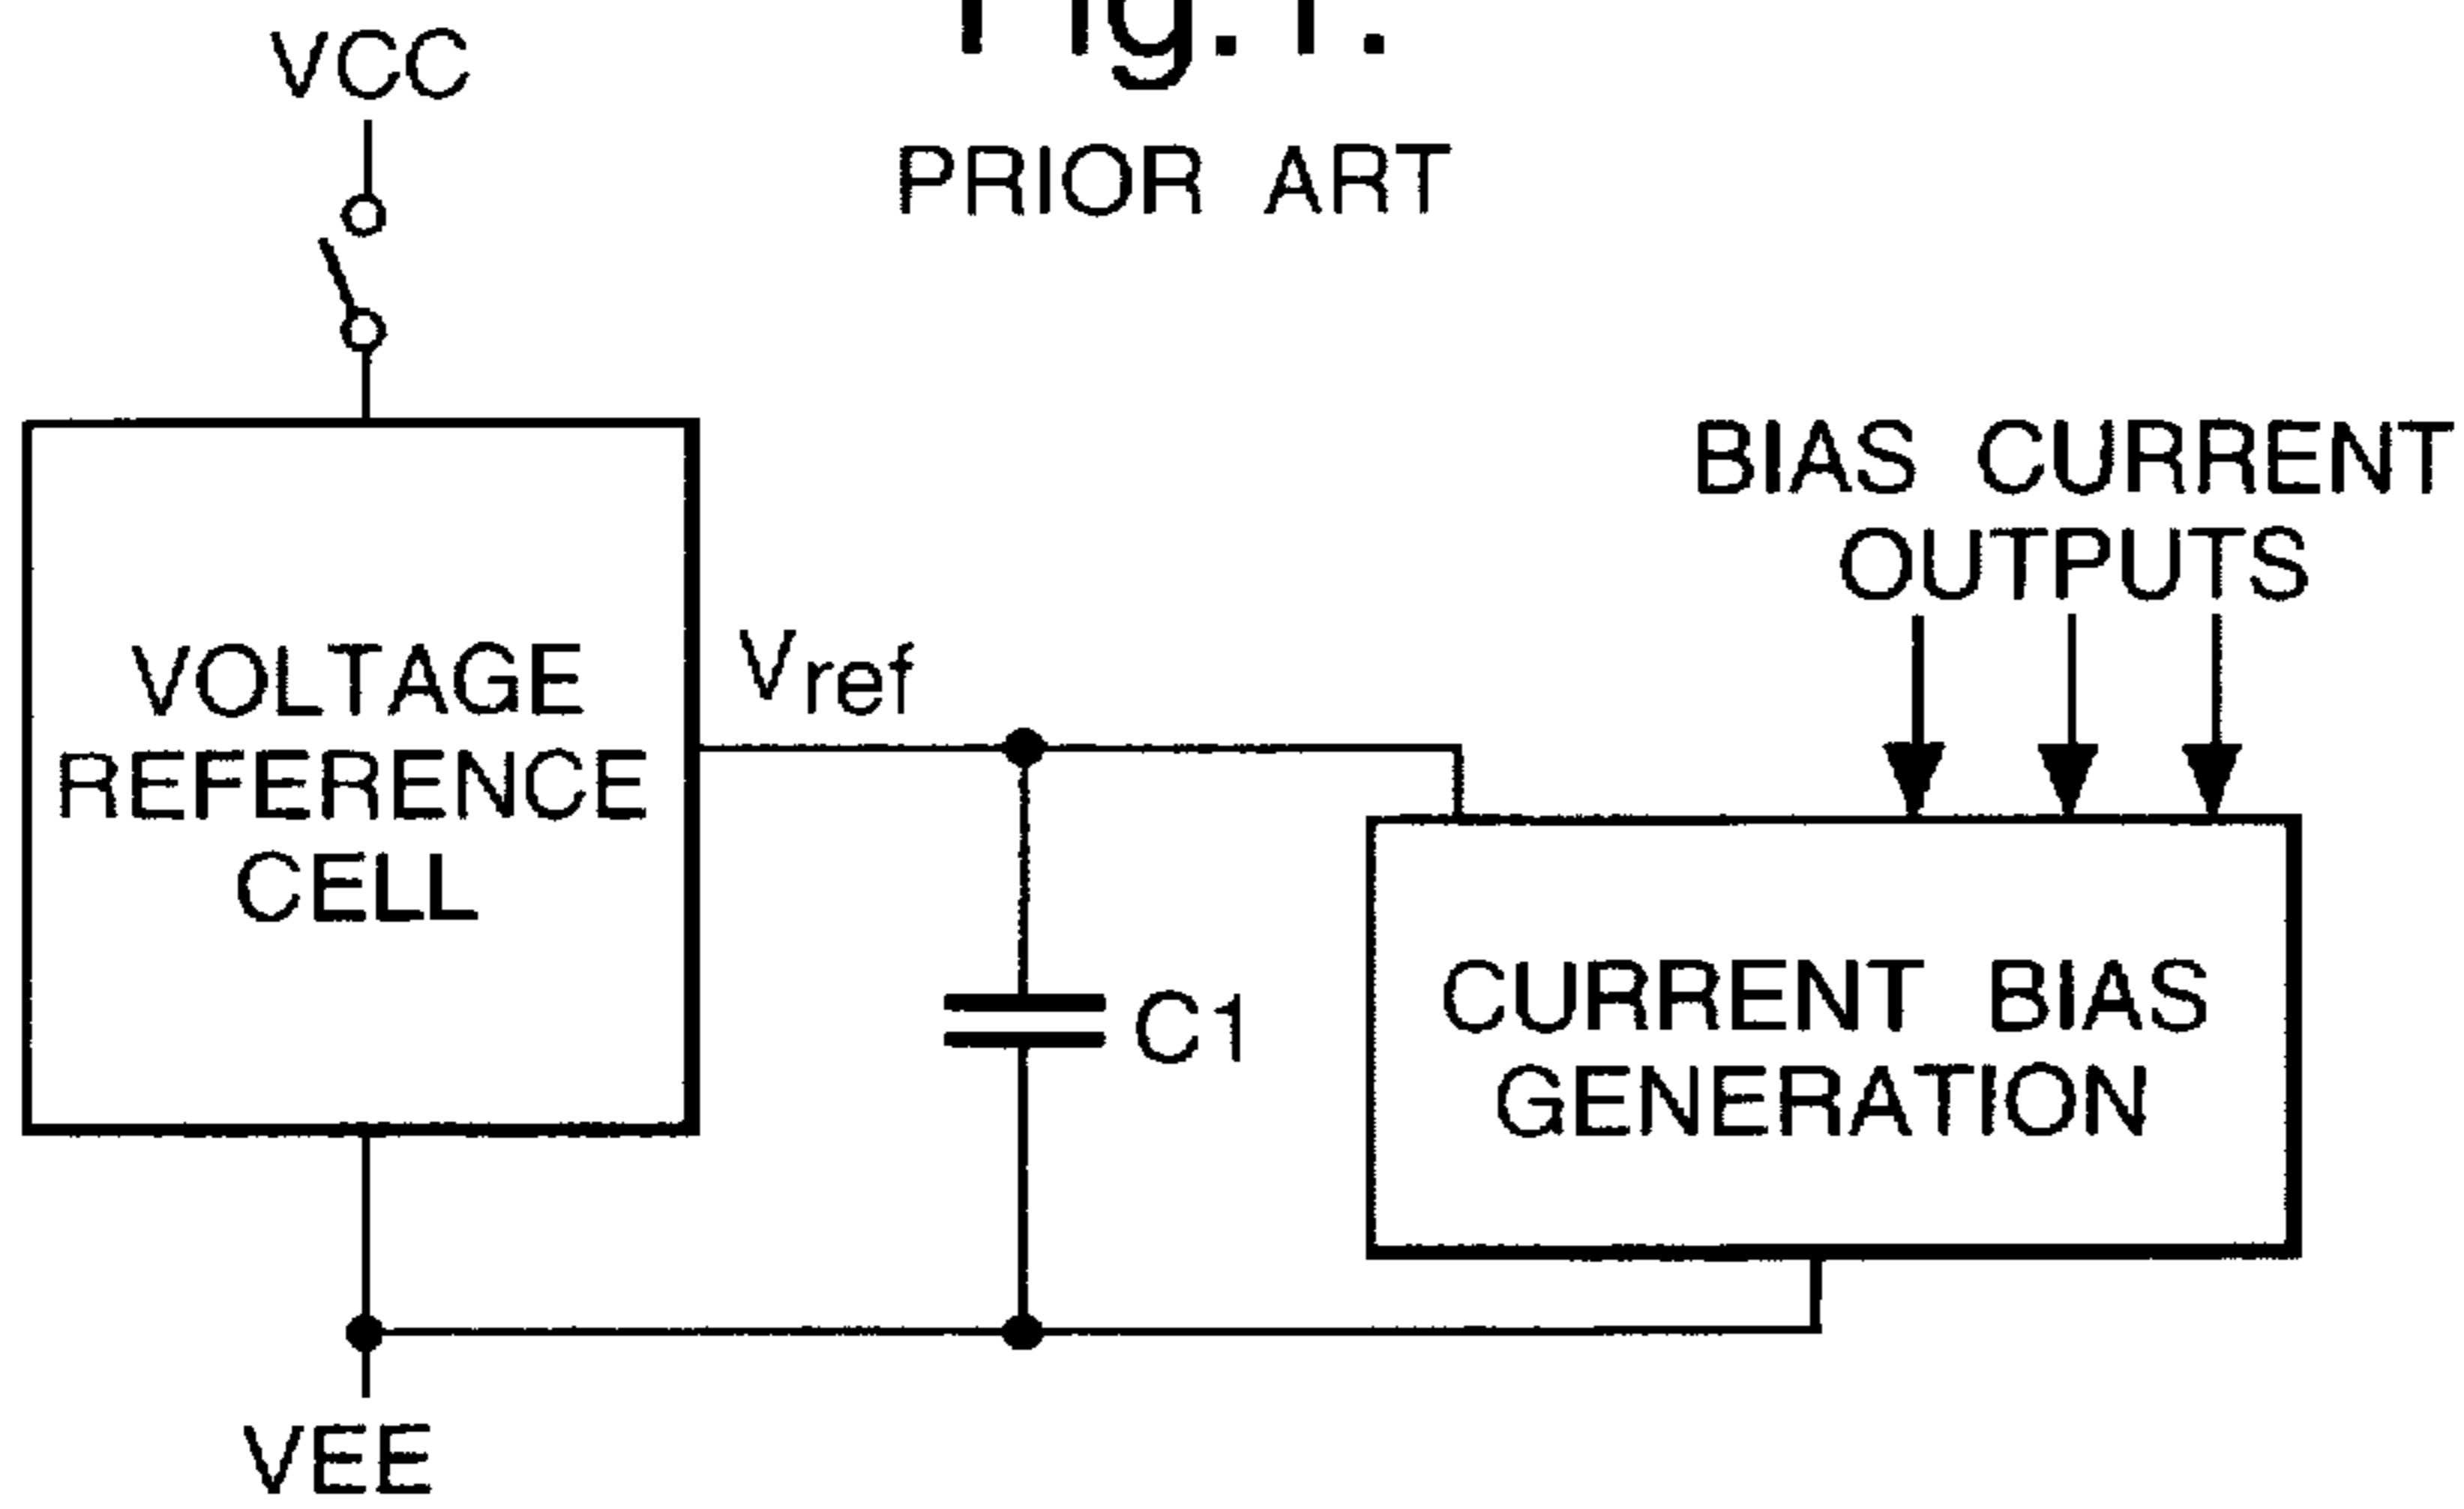 Fig.1.
PRIOR ART
VCC
BIAS CURRENT
OUTPUTS
Vref
VOLTAGE
REFERENCE
CELL
C1
CURRENT BIAS
GENERATION
VEE